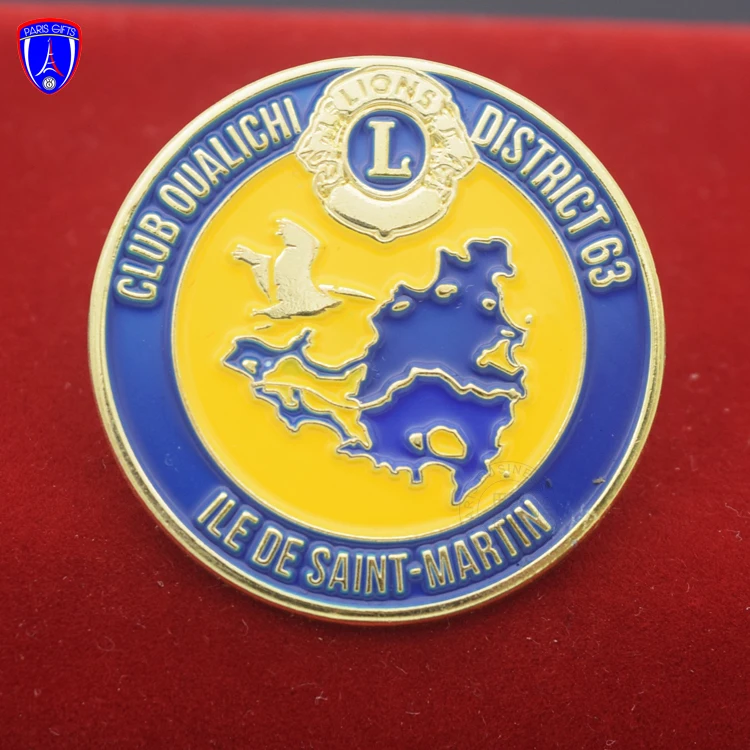 PARIS GIFTS
LIONS
L
CLUB OUALICHI
DISTRICT 63
ILE DE SAINT-MARTIN